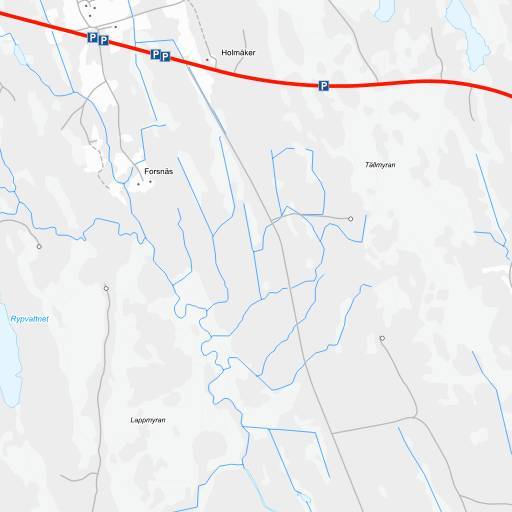 P P
P P
Holmåker
P
Tällmyran
Forsnäs
Rypvattnet
Lappmyran